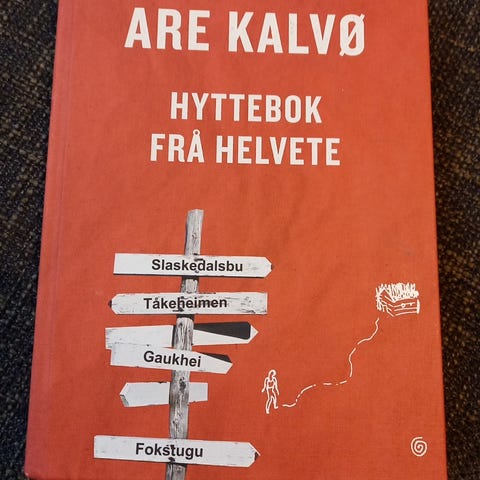 ARE KALVØ
HYTTEBOK
FRÅ HELVETE
Slaskedalsbu
Tåkeheimen
Gaukhei
Fokstugu